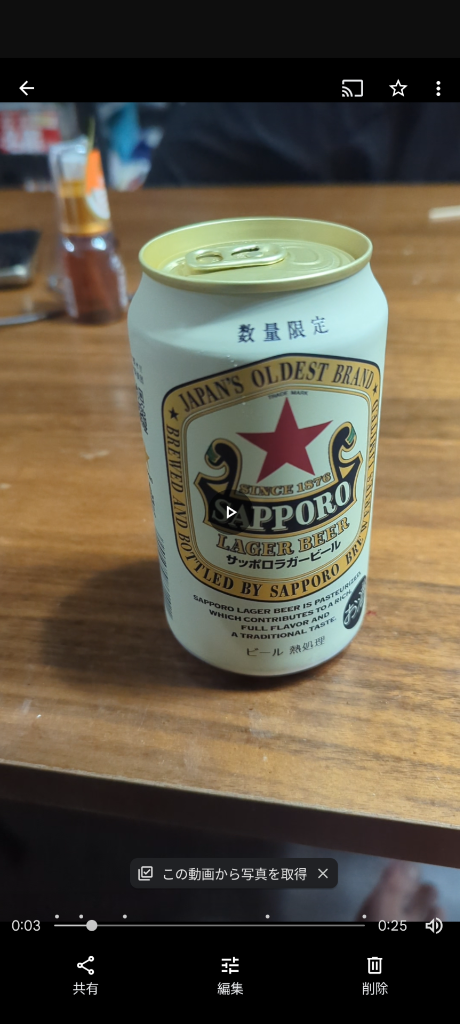 数量限定
JAPAN'S OLDEST BRAND
TRADE MARK
SINCE 1876
SAPPORO
LAGER BEER
サッポロラガービール
BREWED AND BOTTLED BY SAPPORO BREWERIES
SAPPORO LAGER BEER IS PASTEURIZED,
WHICH CONTRIBUTES TO A RICH,
FULL FLAVOR AND
A TRADITIONAL TASTE.
ビール 熱処理
この動画から写真を取得
0:03
0:25
共有
編集
削除